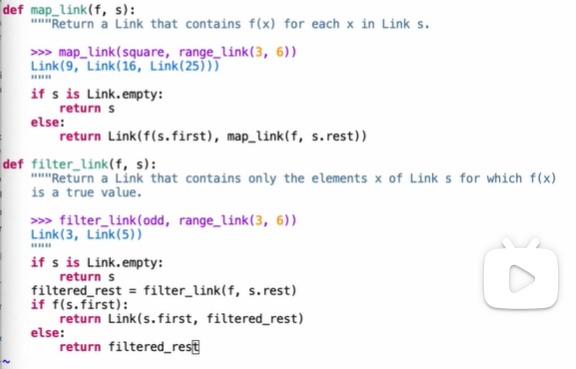 def map_link(f, s):
    """Return a Link that contains f(x) for each x in Link s.

    >>> map_link(square, range_link(3, 6))
    Link(9, Link(16, Link(25)))
    """
    if s is Link.empty:
        return s
    else:
        return Link(f(s.first), map_link(f, s.rest))

def filter_link(f, s):
    """Return a Link that contains only the elements x of Link s for which f(x)
    is a true value.

    >>> filter_link(odd, range_link(3, 6))
    Link(3, Link(5))
    """
    if s is Link.empty:
        return s
    filtered_rest = filter_link(f, s.rest)
    if f(s.first):
        return Link(s.first, filtered_rest)
    else:
        return filtered_rest
~